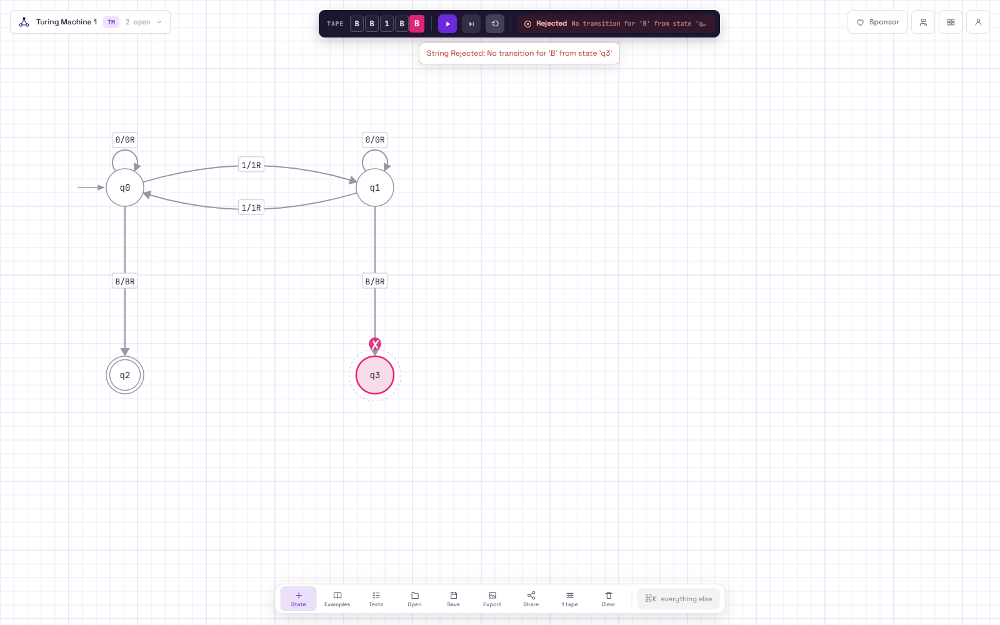 Turing Machine 1 TM 2 open
TAPE B B 1 B B
Rejected No transition for 'B' from state 'q…
Sponsor
String Rejected: No transition for 'B' from state 'q3'
0/0R
0/0R
1/1R
q0
q1
1/1R
B/BR
B/BR
X
q2
q3
State
Examples
Tests
Open
Save
Export
Share
1 tape
Clear
⌘K everything else